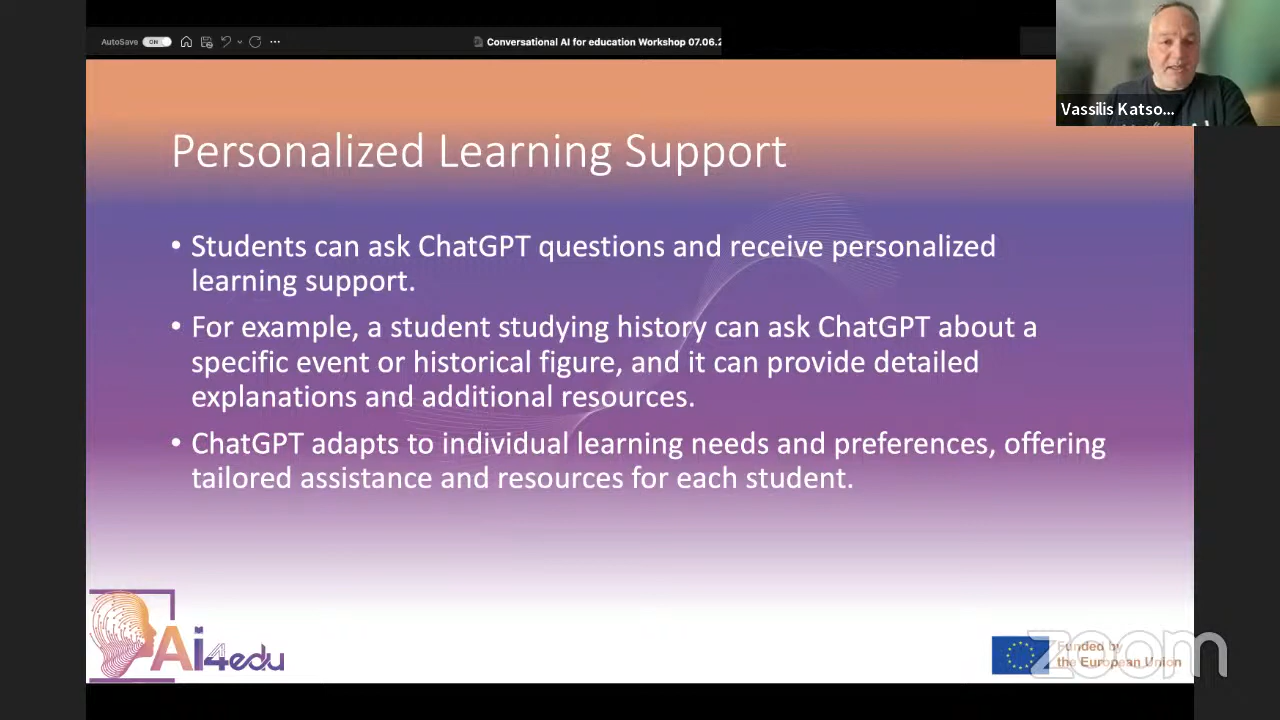 AutoSave ON
Conversational AI for education Workshop 07.06.2
Vassilis Katso...
Personalized Learning Support
• Students can ask ChatGPT questions and receive personalized
learning support.
• For example, a student studying history can ask ChatGPT about a
specific event or historical figure, and it can provide detailed
explanations and additional resources.
• ChatGPT adapts to individual learning needs and preferences, offering
tailored assistance and resources for each student.
Ai4edu
Funded by
the European Union
zoom